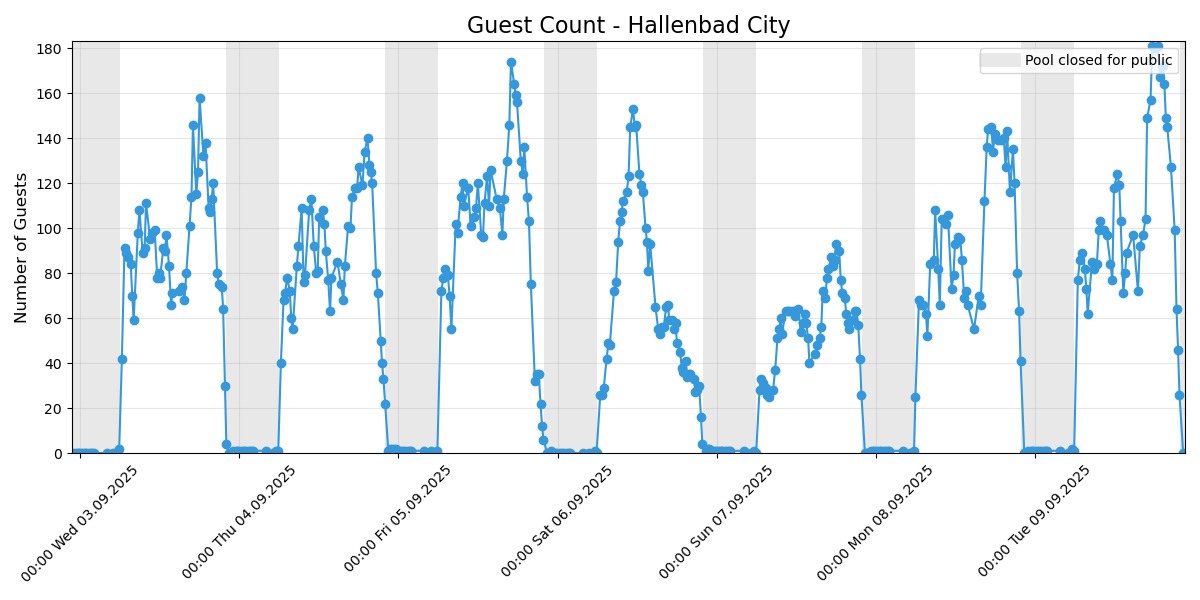 Guest Count - Hallenbad City
Pool closed for public
Number of Guests
180
160
140
120
100
80
60
40
20
0
00:00 Wed 03.09.2025
00:00 Thu 04.09.2025
00:00 Fri 05.09.2025
00:00 Sat 06.09.2025
00:00 Sun 07.09.2025
00:00 Mon 08.09.2025
00:00 Tue 09.09.2025